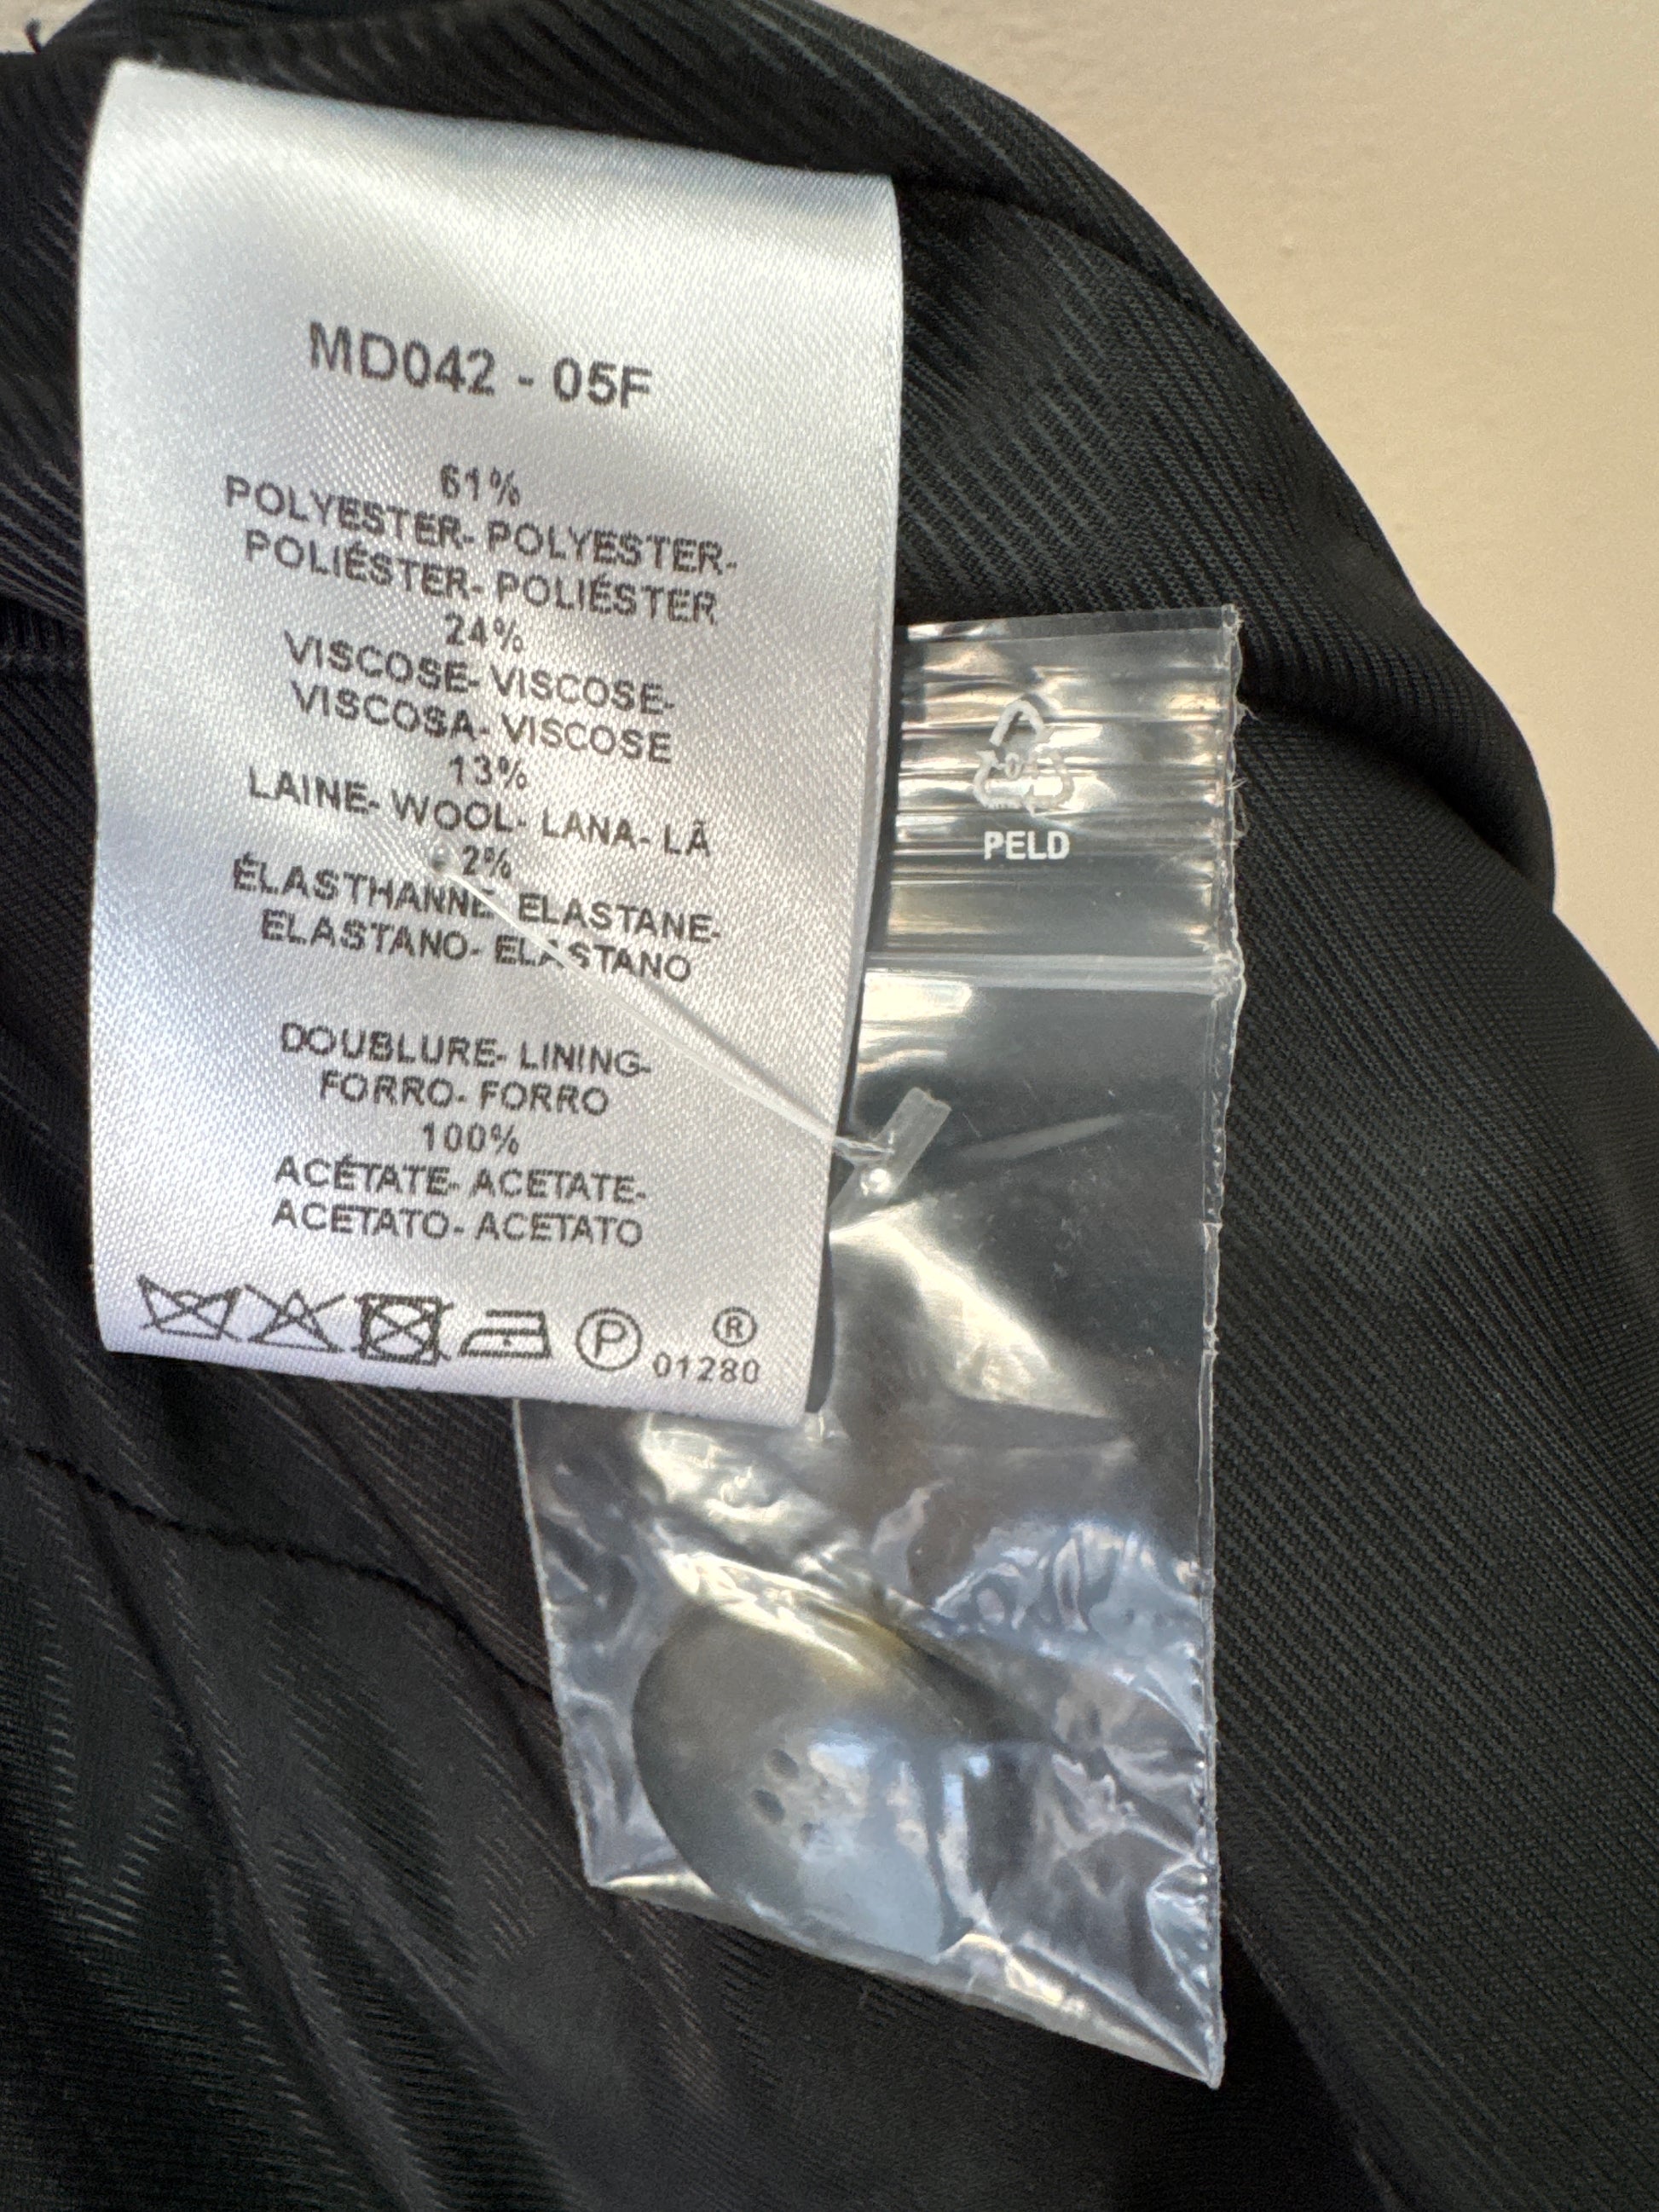 MD042 - 05F
61%
POLYESTER- POLYESTER-
POLIÉSTER- POLIÉSTER
24%
VISCOSE- VISCOSE-
VISCOSA- VISCOSE
13%
LAINE- WOOL- LANA- LÃ
2%
ÉLASTHANNE- ELASTANE-
ELASTANO- ELASTANO
DOUBLURE- LINING-
FORRO- FORRO
100%
ACÉTATE- ACETATE-
ACETATO- ACETATO
P
®
01280
PELD